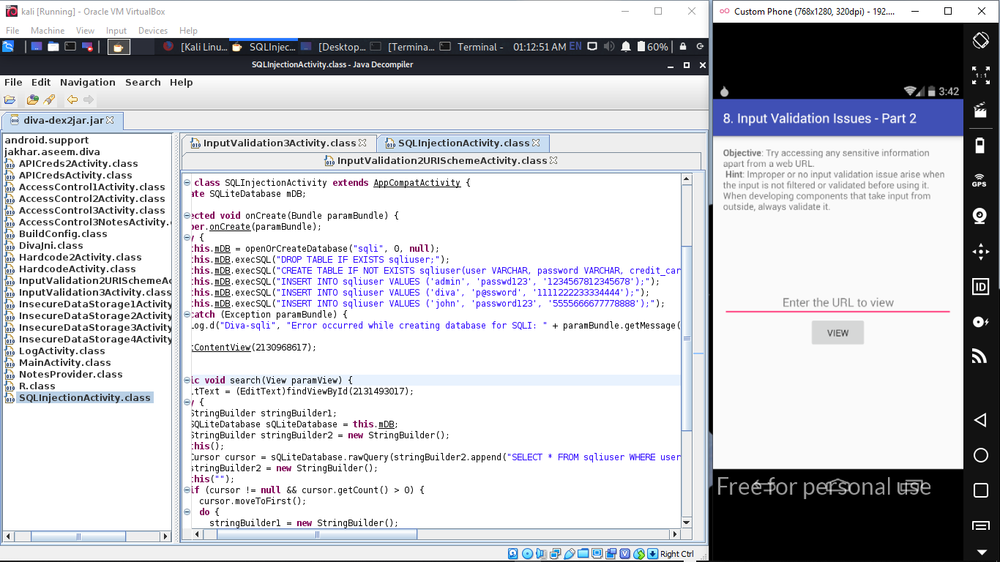 kali [Running] - Oracle VM VirtualBox
File Machine View Input Devices Help
[Kali Linu... SQLInjec... [Desktop... [Termina... Terminal - 01:12:51 AM EN 60%
SQLInjectionActivity.class - Java Decompiler
File Edit Navigation Search Help
diva-dex2jar.jar
android.support
jakhar.aseem.diva
APICreds2Activity.class
APICredsActivity.class
AccessControl1Activity.class
AccessControl2Activity.class
AccessControl3Activity.class
AccessControl3NotesActivity.
BuildConfig.class
DivaJni.class
Hardcode2Activity.class
HardcodeActivity.class
InputValidation2URISchemeAc
InputValidation3Activity.class
InsecureDataStorage1Activity
InsecureDataStorage2Activity
InsecureDataStorage3Activity
InsecureDataStorage4Activity
LogActivity.class
MainActivity.class
NotesProvider.class
R.class
SQLInjectionActivity.class
InputValidation3Activity.class SQLInjectionActivity.class
InputValidation2URISchemeActivity.class
class SQLInjectionActivity extends AppCompatActivity {
ate SQLiteDatabase mDB;
ected void onCreate(Bundle paramBundle) {
per.onCreate(paramBundle);
y {
this.mDB = openOrCreateDatabase("sqli", 0, null);
this.mDB.execSQL("DROP TABLE IF EXISTS sqliuser;");
this.mDB.execSQL("CREATE TABLE IF NOT EXISTS sqliuser(user VARCHAR, password VARCHAR, credit_car
this.mDB.execSQL("INSERT INTO sqliuser VALUES ('admin', 'passwd123', '1234567812345678');");
this.mDB.execSQL("INSERT INTO sqliuser VALUES ('diva', 'p@ssword', '1111222233334444');");
this.mDB.execSQL("INSERT INTO sqliuser VALUES ('john', 'password123', '5555666677778888');");
catch (Exception paramBundle) {
Log.d("Diva-sqli", "Error occurred while creating database for SQLI: " + paramBundle.getMessage(
tContentView(2130968617);
ic void search(View paramView) {
itText = (EditText)findViewById(2131493017);
y {
StringBuilder stringBuilder1;
SQLiteDatabase sQLiteDatabase = this.mDB;
StringBuilder stringBuilder2 = new StringBuilder();
this();
Cursor cursor = sQLiteDatabase.rawQuery(stringBuilder2.append("SELECT * FROM sqliuser WHERE user
stringBuilder2 = new StringBuilder();
this("");
if (cursor != null && cursor.getCount() > 0) {
cursor.moveToFirst();
do {
stringBuilder1 = new StringBuilder();
Right Ctrl
Custom Phone (768x1280, 320dpi) - 192....
3:42
8. Input Validation Issues - Part 2
Objective: Try accessing any sensitive information
apart from a web URL.
Hint: Improper or no input validation issue arise when
the input is not filtered or validated before using it.
When developing components that take input from
outside, always validate it.
Enter the URL to view
VIEW
Free for personal use
1:1
GPS
ID